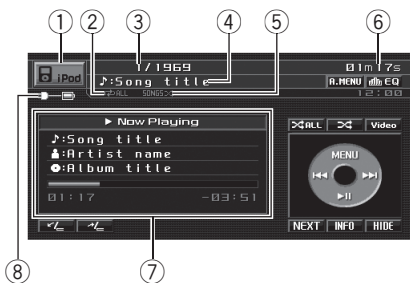 ① ② ③ ④ ⑤ ⑥
iPod
1/1969
01m17s
♪:Song title
A.MENU EQ
ALL SONGS
12:00
► Now Playing
♪:Song title
:Artist name
:Album title
01:17 -03:51
ALL Video
MENU
NEXT INFO HIDE
⑧ ⑦